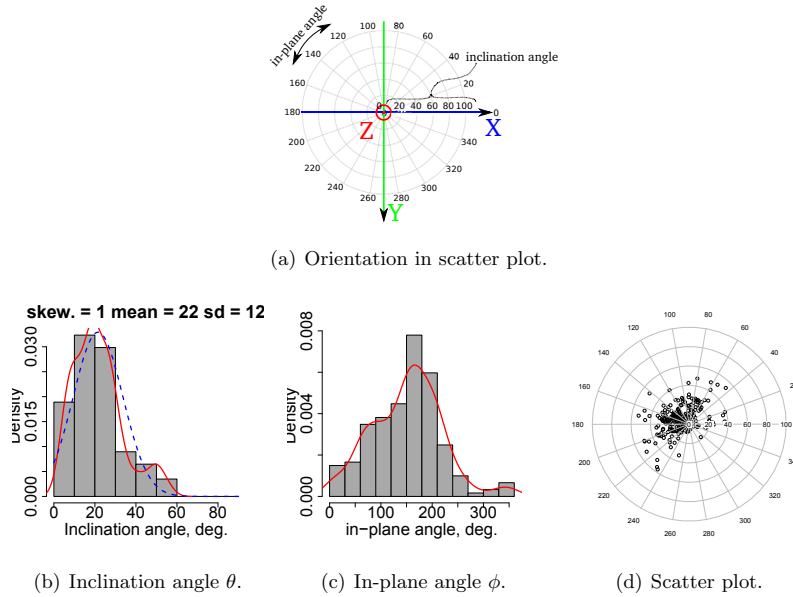 in-plane angle
100 80
120 60
140 40
inclination angle
160 20
0 20 40 60 80 100
180 0
Z X
200 340
220 320
240 300
260 280
Y
(a) Orientation in scatter plot.
skew. = 1 mean = 22 sd = 12
Density
0.000 0.015 0.030
0 20 40 60 80
Inclination angle, deg.
(b) Inclination angle θ.
Density
0.000 0.004 0.008
0 100 200 300
in−plane angle, deg.
(c) In-plane angle ϕ.
100 80
120 60
140 40
160 20
180 0 20 40 60 80 0
200 34
220 320
240 300
260 280
(d) Scatter plot.